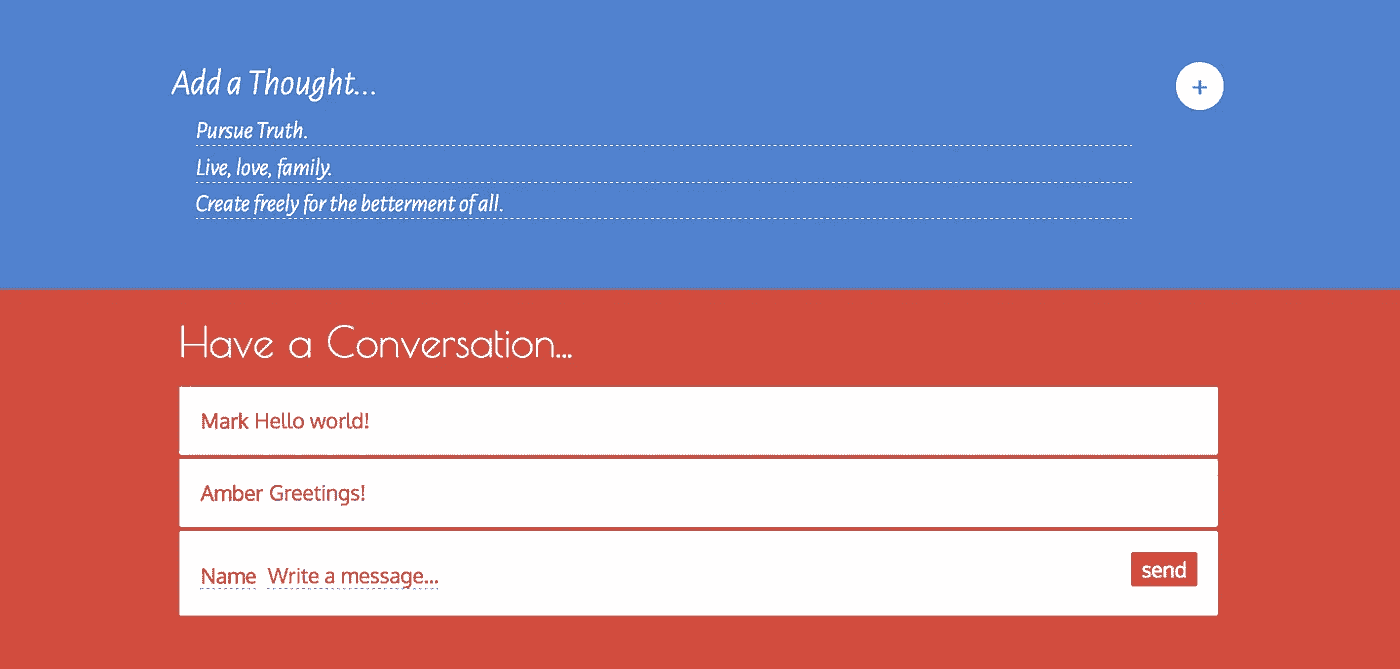 Add a Thought...
+
Pursue Truth.
Live, love, family.
Create freely for the betterment of all.
Have a Conversation...
Mark Hello world!
Amber Greetings!
Name Write a message...
send